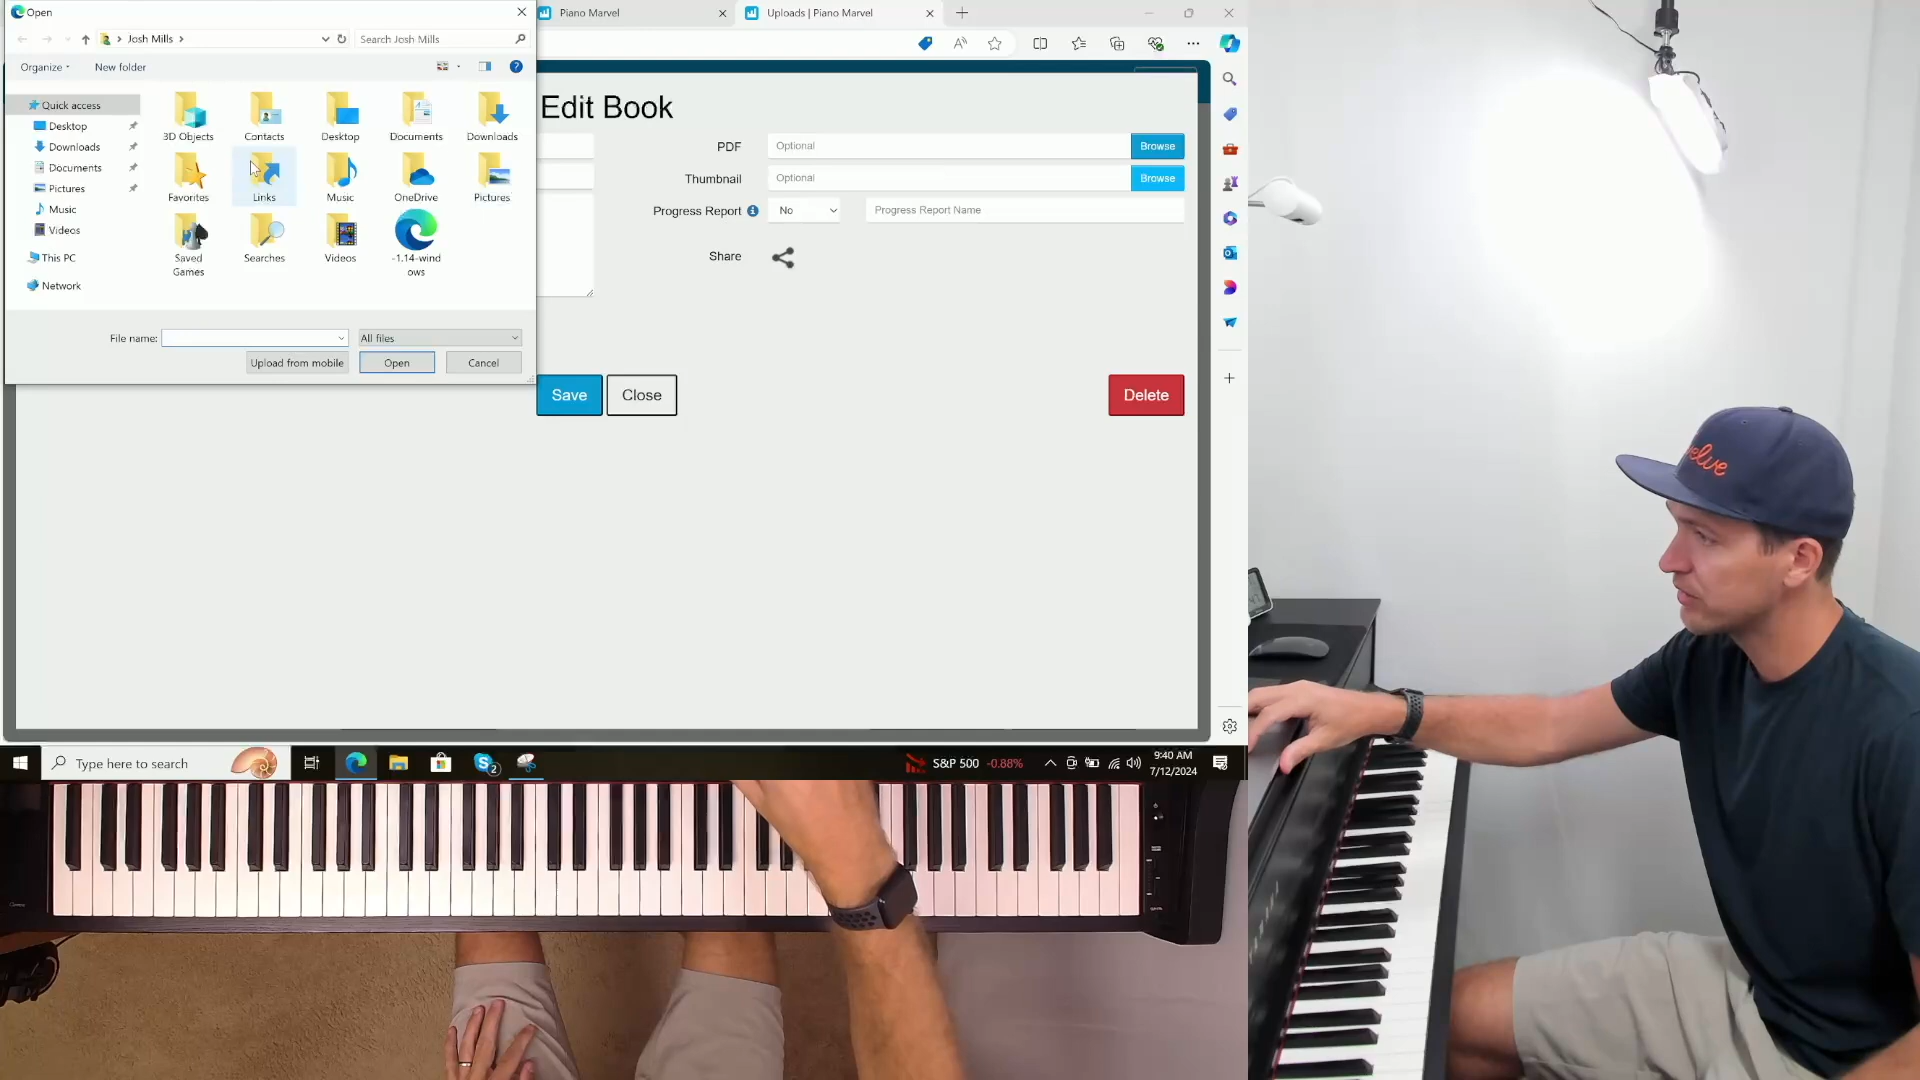 Open
Piano Marvel
Uploads | Piano Marvel
Josh Mills
Search Josh Mills
Organize
New folder
Quick access
Desktop
Downloads
Documents
Pictures
Music
Videos
This PC
Network
3D Objects
Contacts
Desktop
Documents
Downloads
Favorites
Links
Music
OneDrive
Pictures
Saved
Games
Searches
Videos
-1.14-wind
ows
File name:
All files
Upload from mobile
Open
Cancel
Edit Book
PDF
Optional
Browse
Thumbnail
Optional
Browse
Progress Report
No
Progress Report Name
Share
Save
Close
Delete
Type here to search
2
S&P 500 -0.88%
9:40 AM
7/12/2024
elve